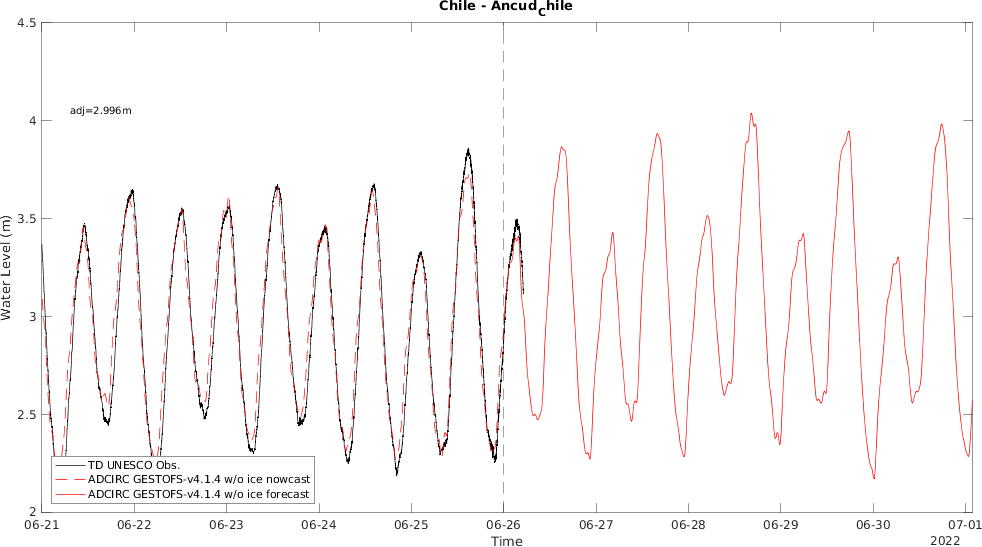 Chile - Ancud_Chile
4.5
4
3.5
3
2.5
2
Water Level (m)
adj=2.996m
TD UNESCO Obs.
ADCIRC GESTOFS-v4.1.4 w/o ice nowcast
ADCIRC GESTOFS-v4.1.4 w/o ice forecast
06-21 06-22 06-23 06-24 06-25 06-26 06-27 06-28 06-29 06-30 07-01
Time
2022